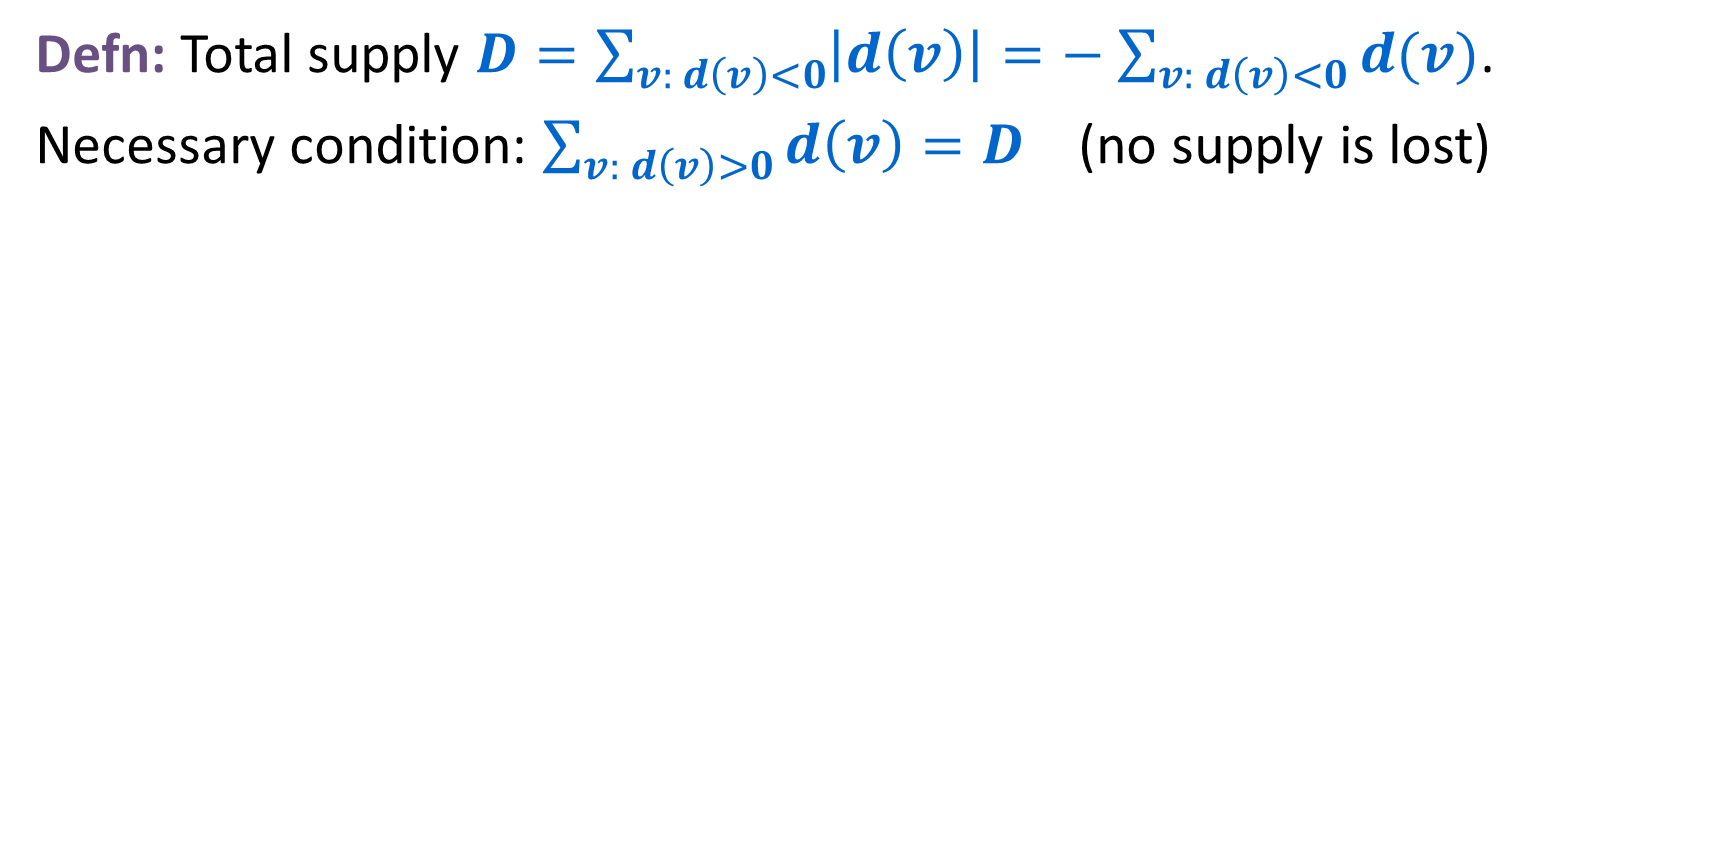 Defn: Total supply D = ∑v: d(v)<0|d(v)| = − ∑v: d(v)<0 d(v).
Necessary condition: ∑v: d(v)>0 d(v) = D (no supply is lost)